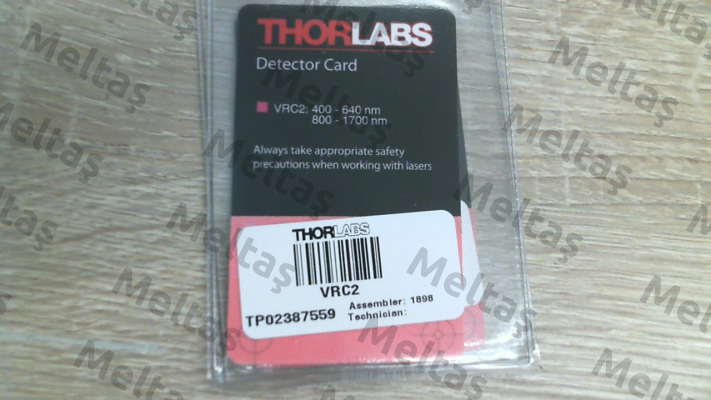 THORLABS
Detector Card
VRC2: 400 - 640 nm
800 - 1700 nm
Always take appropriate safety
precautions when working with lasers
THORLABS
VRC2
TP02387559
Assembler: 1898
Technician:
Meltaş